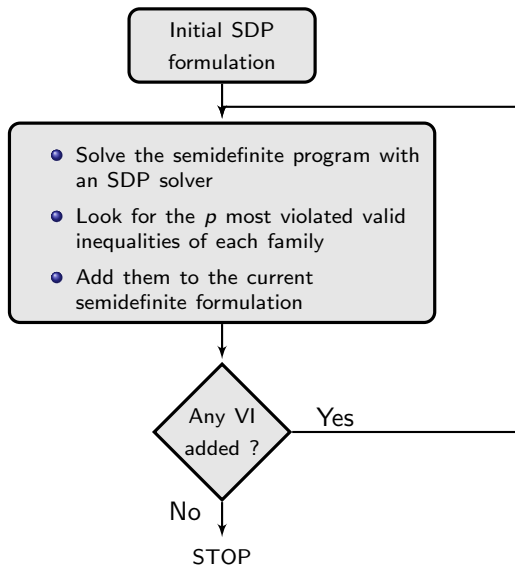 Initial SDP
formulation
Solve the semidefinite program with
an SDP solver
Look for the p most violated valid
inequalities of each family
Add them to the current
semidefinite formulation
Any VI
added ?
Yes
No
STOP